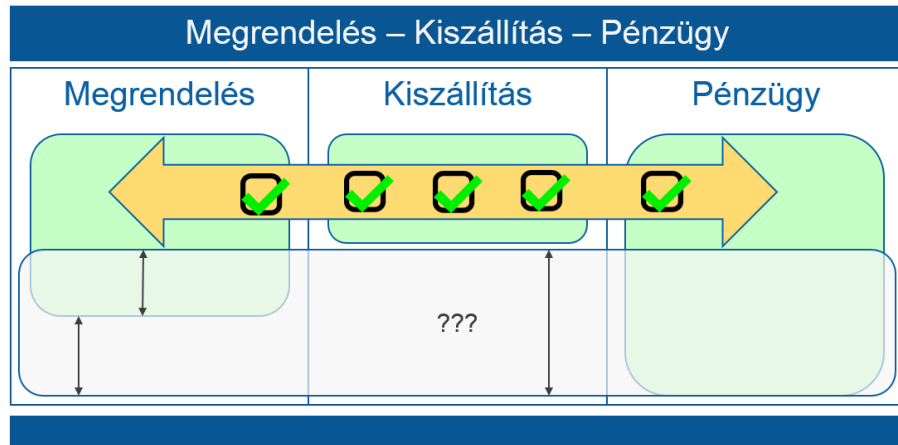 Megrendelés – Kiszállítás – Pénzügy
Megrendelés
Kiszállítás
Pénzügy
???